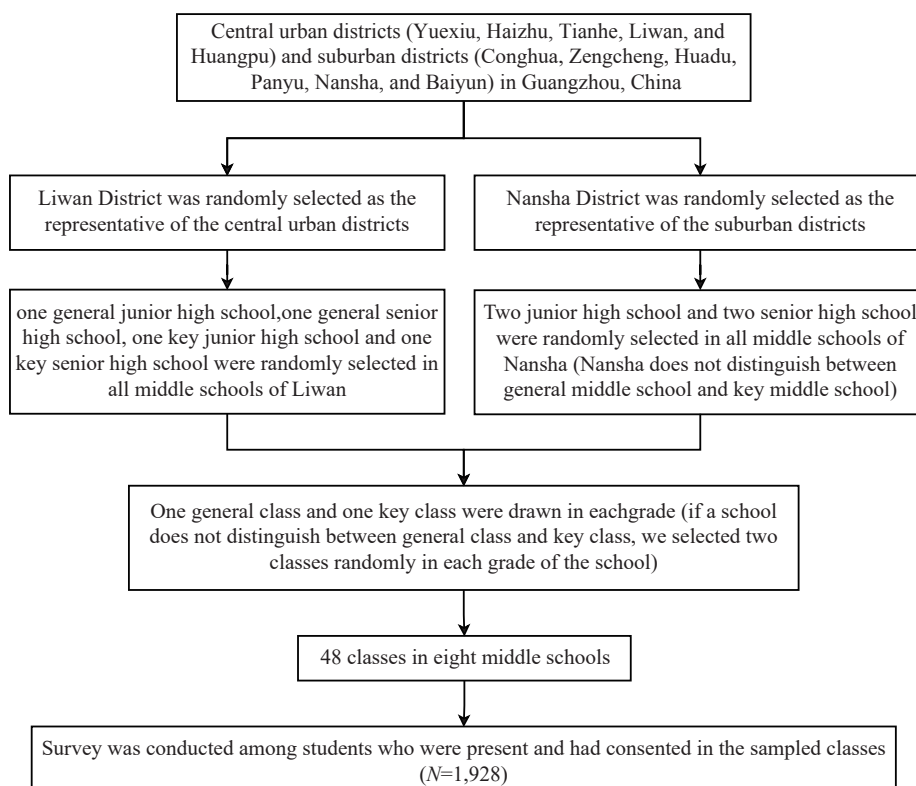 Central urban districts (Yuexiu, Haizhu, Tianhe, Liwan, and
Huangpu) and suburban districts (Conghua, Zengcheng, Huadu,
Panyu, Nansha, and Baiyun) in Guangzhou, China
Liwan District was randomly selected as the
representative of the central urban districts
Nansha District was randomly selected as the
representative of the suburban districts
one general junior high school,one general senior
high school, one key junior high school and one
key senior high school were randomly selected in
all middle schools of Liwan
Two junior high school and two senior high school
were randomly selected in all middle schools of
Nansha (Nansha does not distinguish between
general middle school and key middle school)
One general class and one key class were drawn in eachgrade (if a school
does not distinguish between general class and key class, we selected two
classes randomly in each grade of the school)
48 classes in eight middle schools
Survey was conducted among students who were present and had consented in the sampled classes
(N=1,928)